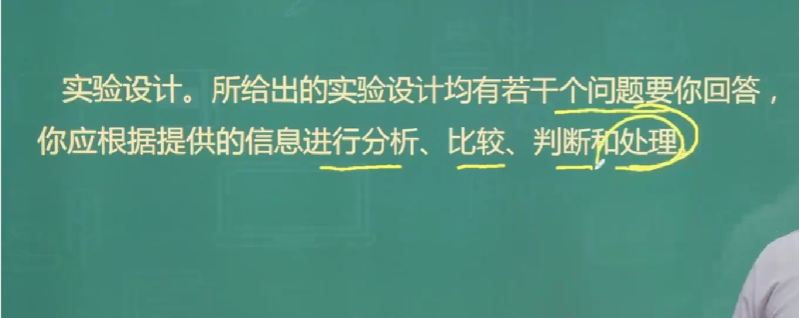 实验设计。所给出的实验设计均有若干个问题要你回答，
你应根据提供的信息进行分析、比较、判断和处理。